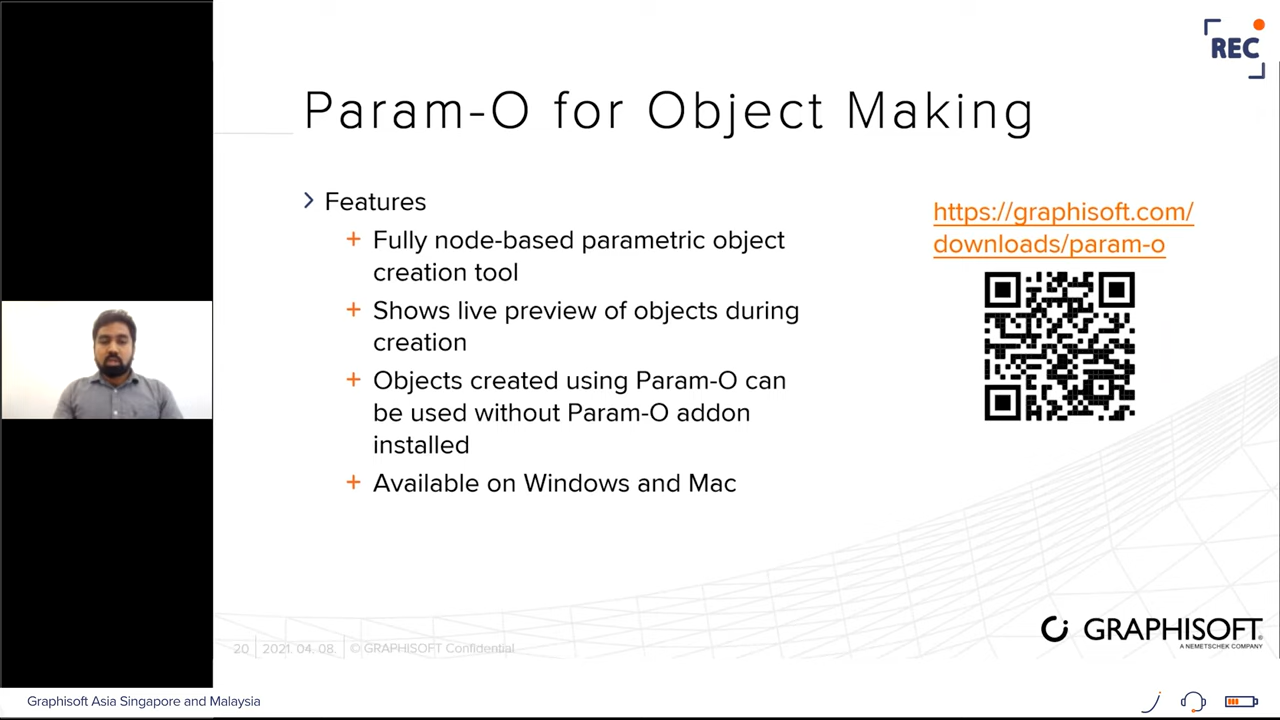 REC
Param-O for Object Making
Features
Fully node-based parametric object
creation tool
Shows live preview of objects during
creation
Objects created using Param-O can
be used without Param-O addon
installed
Available on Windows and Mac
https://graphisoft.com/
downloads/param-o
GRAPHISOFT®
A NEMETSCHEK COMPANY
20 2021. 04. 08. © GRAPHISOFT Confidential
Graphisoft Asia Singapore and Malaysia